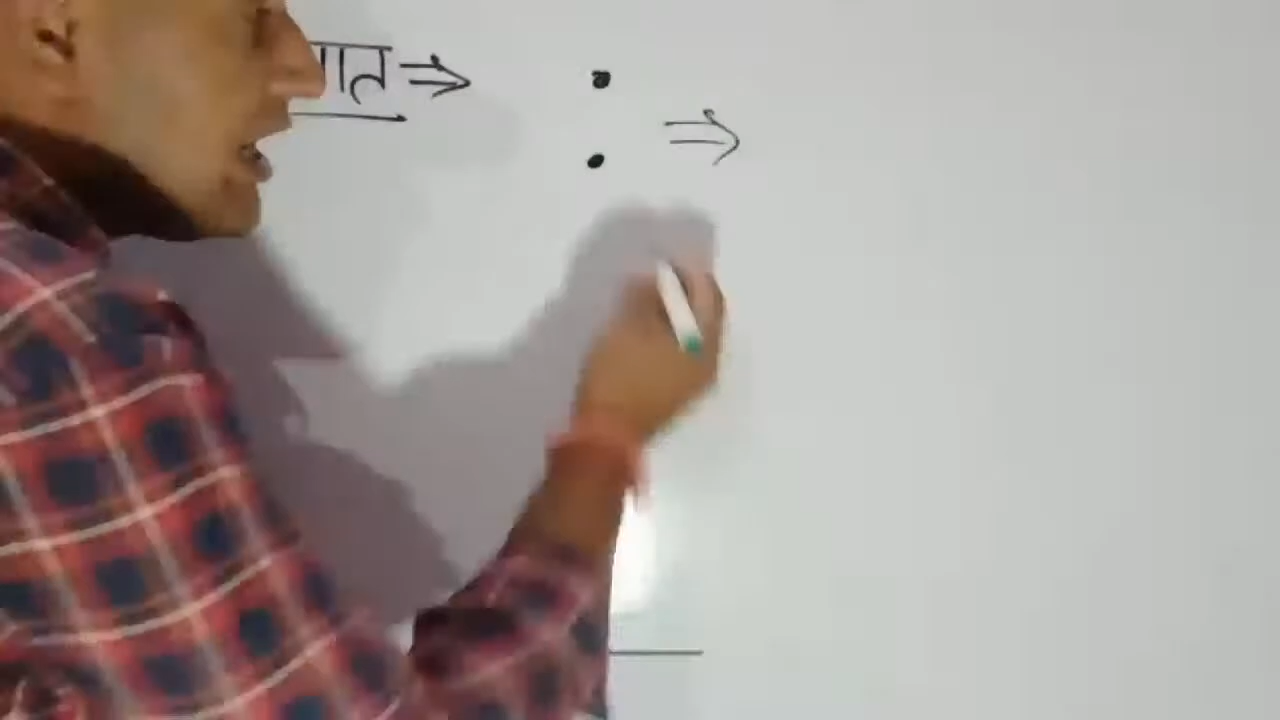 ात ⇒ : ⇒